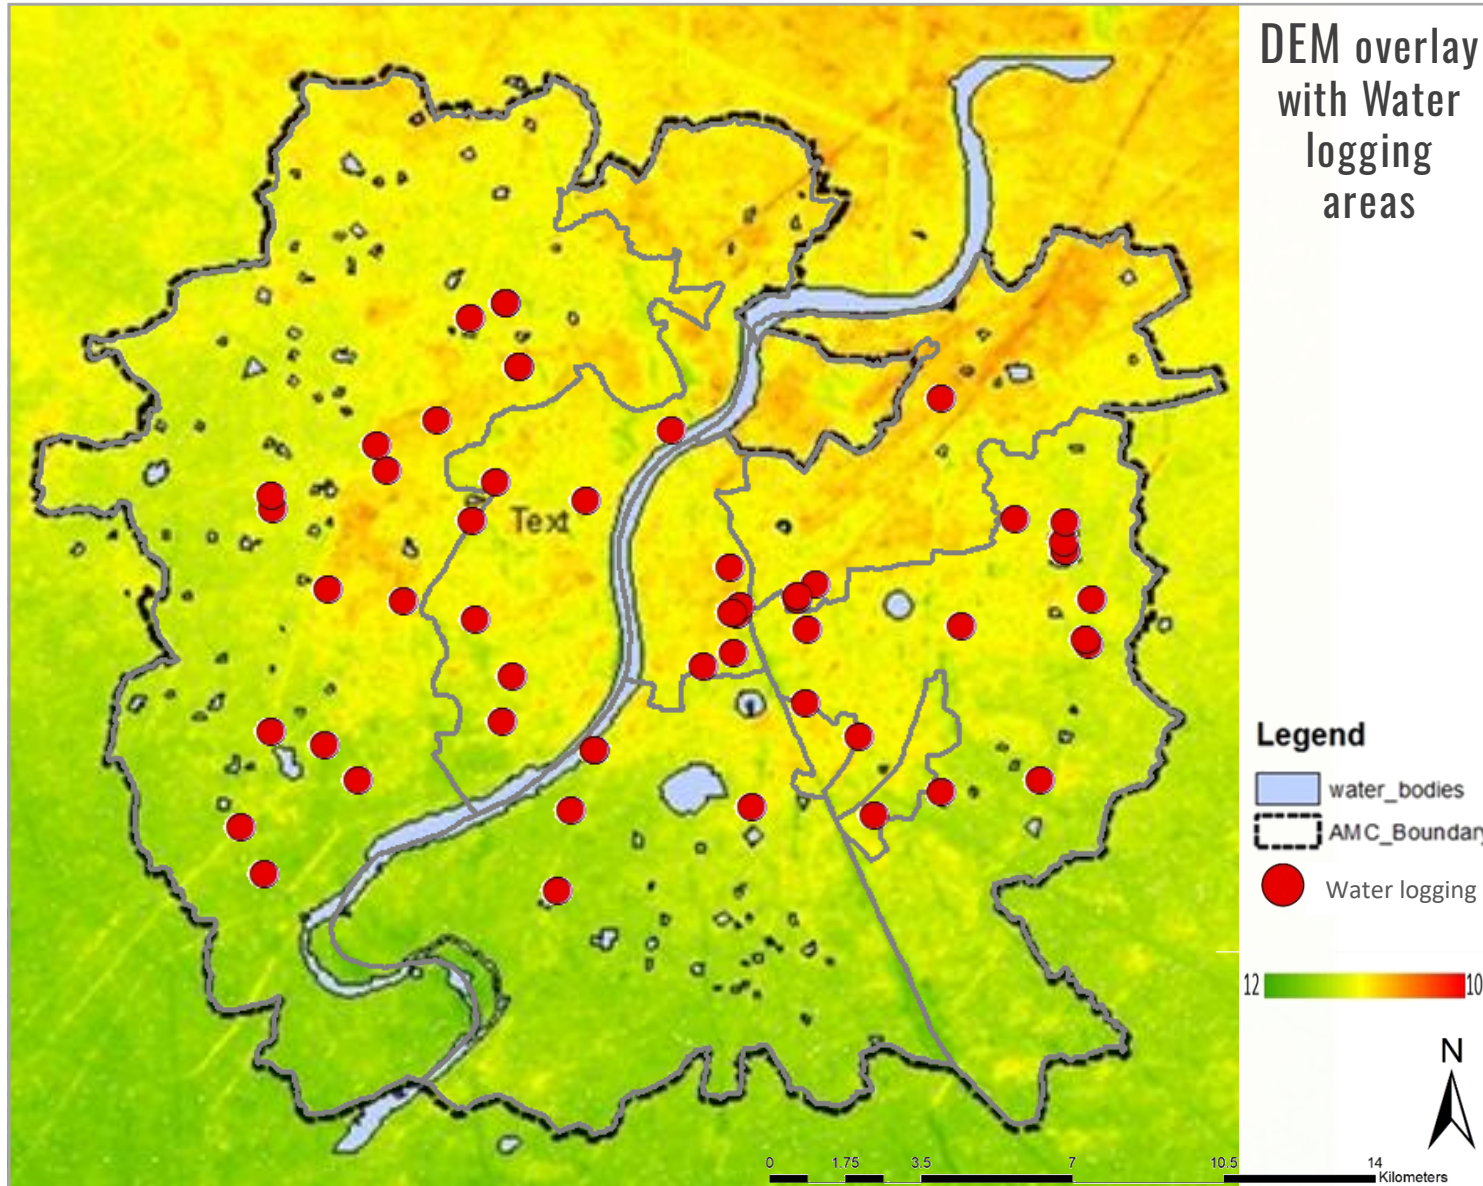 DEM overlay
with Water
logging
areas
Text
Legend
water_bodies
AMC_Boundary
Water logging
12 10
N
0 1.75 3.5 7 10.5 14
Kilometers